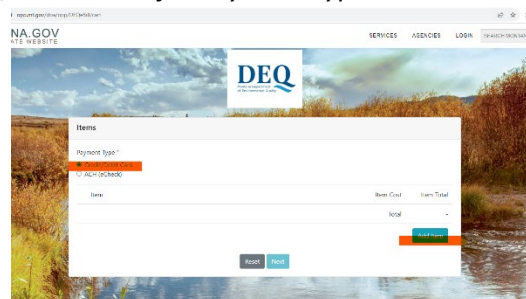 NA.GOV
ATE WEBSITE
SERVICES AGENCIES LOGIN
DEQ
Items
Payment Type *
Credit/Debit Card
ACH (eCheck)
Item Item Cost Item Total
Total -
Add Item
Reset Next